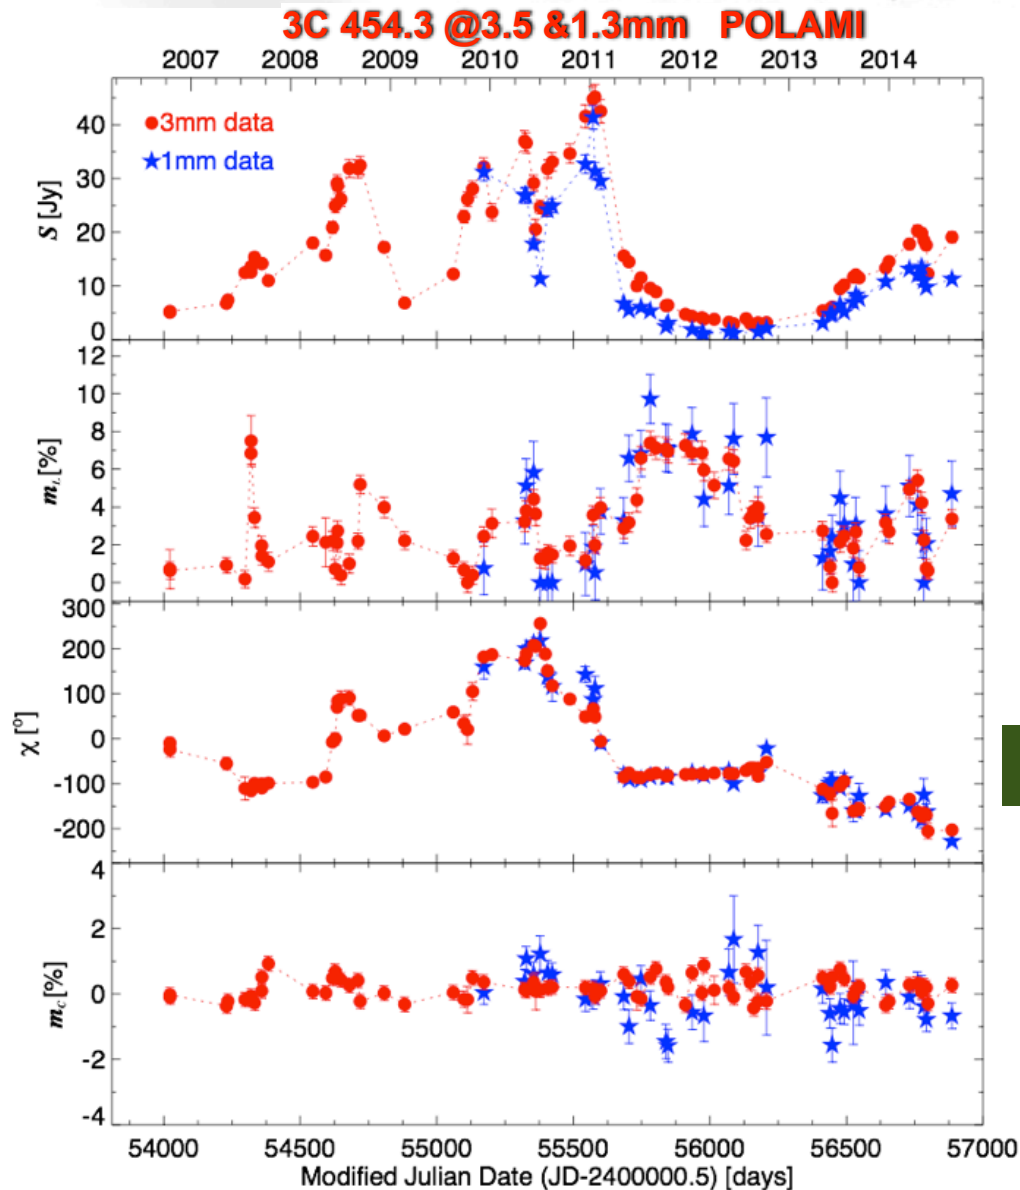 3C 454.3 @3.5 &1.3mm POLAMI
2007 2008 2009 2010 2011 2012 2013 2014
3mm data
1mm data
S [Jy]
40
30
20
10
0
m_L [%]
12
10
8
6
4
2
0
χ [°]
300
200
100
0
-100
-200
m_c [%]
4
2
0
-2
-4
54000 54500 55000 55500 56000 56500 57000
Modified Julian Date (JD-2400000.5) [days]